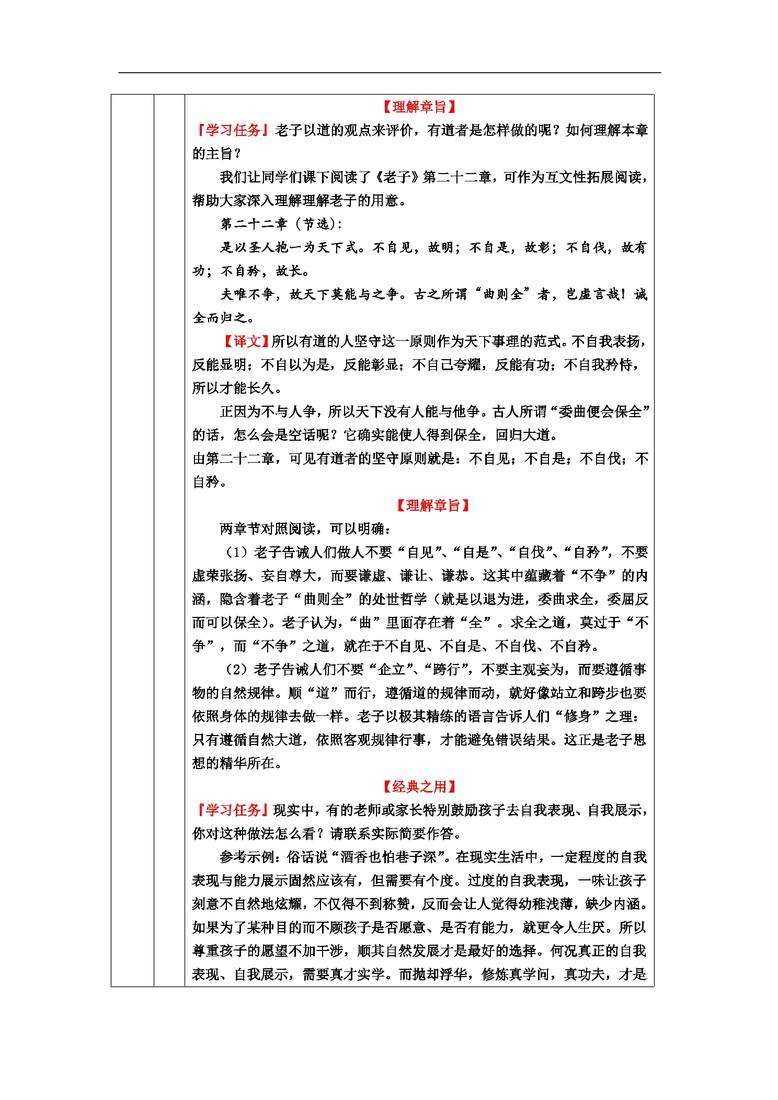 【理解章旨】
『学习任务』老子以道的观点来评价，有道者是怎样做的呢？如何理解本章
的主旨？
我们让同学们课下阅读了《老子》第二十二章，可作为互文性拓展阅读，
帮助大家深入理解理解老子的用意。
第二十二章（节选）：
是以圣人抱一为天下式。不自见，故明；不自是，故彰；不自伐，故有
功；不自矜，故长。
夫唯不争，故天下莫能与之争。古之所谓“曲则全”者，岂虚言哉！诚
全而归之。
【译文】所以有道的人坚守这一原则作为天下事理的范式。不自我表扬，
反能显明；不自以为是，反能彰显；不自己夸耀，反能有功；不自我矜恃，
所以才能长久。
正因为不与人争，所以天下没有人能与他争。古人所谓“委曲便会保全”
的话，怎么会是空话呢？它确实能使人得到保全，回归大道。
由第二十二章，可见有道者的坚守原则就是：不自见；不自是；不自伐；不
自矜。
【理解章旨】
两章节对照阅读，可以明确：
（1）老子告诫人们做人不要“自见”、“自是”、“自伐”、“自矜”，不要
虚荣张扬、妄自尊大，而要谦虚、谦让、谦恭。这其中蕴藏着“不争”的内
涵，隐含着老子“曲则全”的处世哲学（就是以退为进，委曲求全，委屈反
而可以保全）。老子认为，“曲”里面存在着“全”。求全之道，莫过于“不
争”，而“不争”之道，就在于不自见、不自是、不自伐、不自矜。
（2）老子告诫人们不要“企立”、“跨行”，不要主观妄为，而要遵循事
物的自然规律。顺“道”而行，遵循道的规律而动，就好像站立和跨步也要
依照身体的规律去做一样。老子以极其精练的语言告诉人们“修身”之理：
只有遵循自然大道，依照客观规律行事，才能避免错误结果。这正是老子思
想的精华所在。
【经典之用】
『学习任务』现实中，有的老师或家长特别鼓励孩子去自我表现、自我展示，
你对这种做法怎么看？请联系实际简要作答。
参考示例：俗话说“酒香也怕巷子深”。在现实生活中，一定程度的自我
表现与能力展示固然应该有，但需要有个度。过度的自我表现，一味让孩子
刻意不自然地炫耀，不仅得不到称赞，反而会让人觉得幼稚浅薄，缺少内涵。
如果为了某种目的而不顾孩子是否愿意、是否有能力，就更令人生厌。所以
尊重孩子的愿望不加干涉，顺其自然发展才是最好的选择。何况真正的自我
表现、自我展示，需要真才实学。而抛却浮华，修炼真学问，真功夫，才是